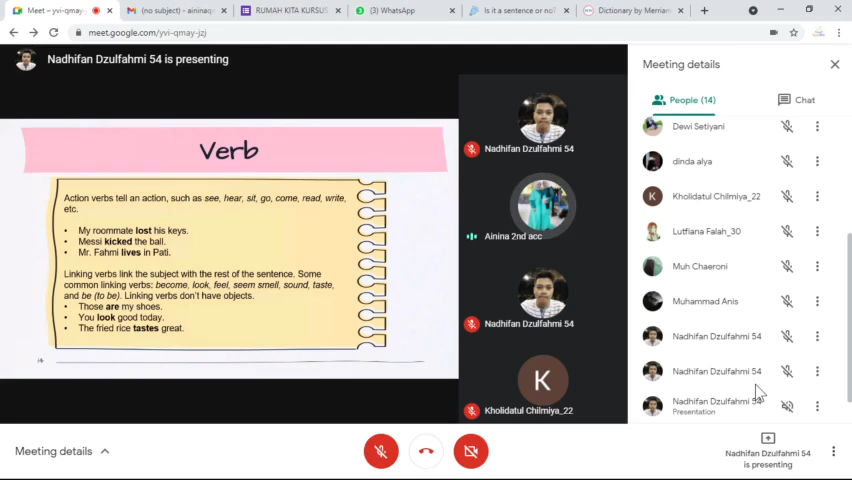 Meet – yvi-qmay-
(no subject) - aininaq
RUMAH KITA KURSUS
(3) WhatsApp
Is it a sentence or no
Dictionary by Merriam
meet.google.com/yvi-qmay-jzj
Nadhifan Dzulfahmi 54 is presenting
Verb
Action verbs tell an action, such as see, hear, sit, go, come, read, write,
etc.
• My roommate lost his keys.
• Messi kicked the ball.
• Mr. Fahmi lives in Pati.
Linking verbs link the subject with the rest of the sentence. Some
common linking verbs: become, look, feel, seem smell, sound, taste,
and be (to be). Linking verbs don't have objects.
• Those are my shoes.
• You look good today.
• The fried rice tastes great.
Nadhifan Dzulfahmi 54
Ainina 2nd acc
Nadhifan Dzulfahmi 54
K
Kholidatul Chilmiya_22
Meeting details
People (14)
Chat
Dewi Setiyani
dinda alya
K
Kholidatul Chilmiya_22
Lutfiana Falah_30
Muh Chaeroni
Muhammad Anis
Nadhifan Dzulfahmi 54
Nadhifan Dzulfahmi 54
Nadhifan Dzulfahmi 54
Presentation
Meeting details
Nadhifan Dzulfahmi 54
is presenting